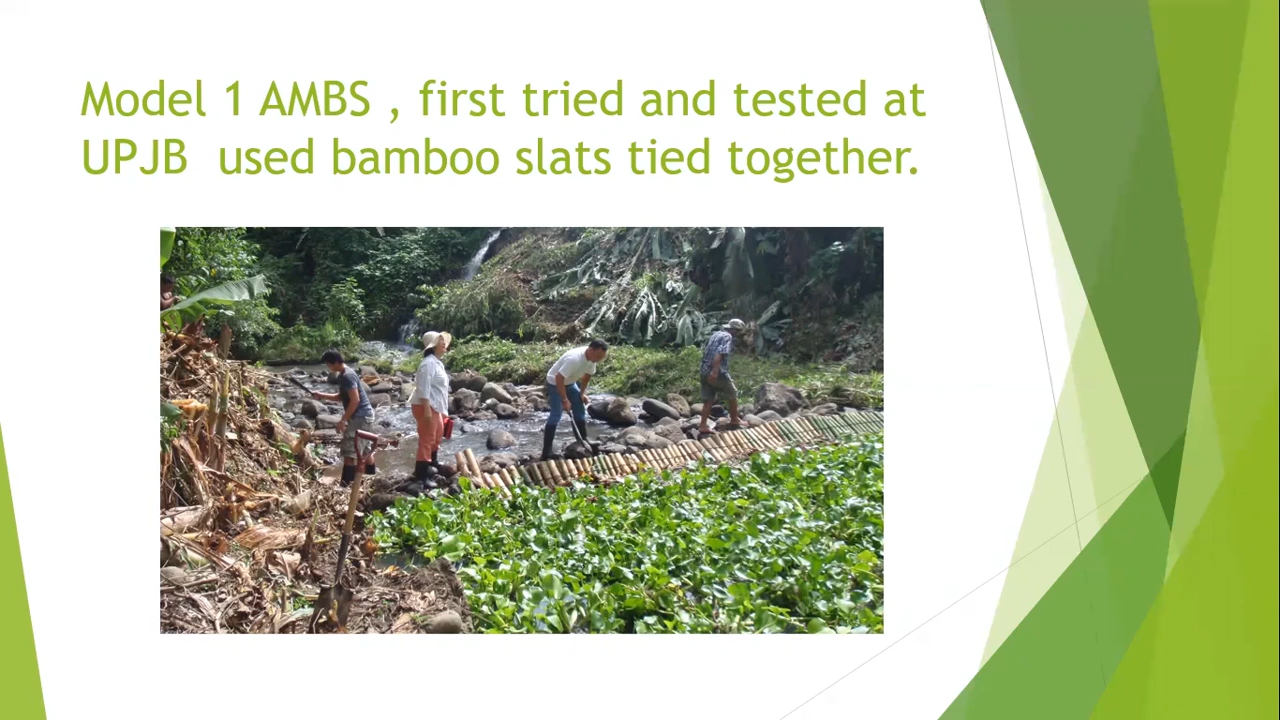 Model 1 AMBS , first tried and tested at
UPJB  used bamboo slats tied together.